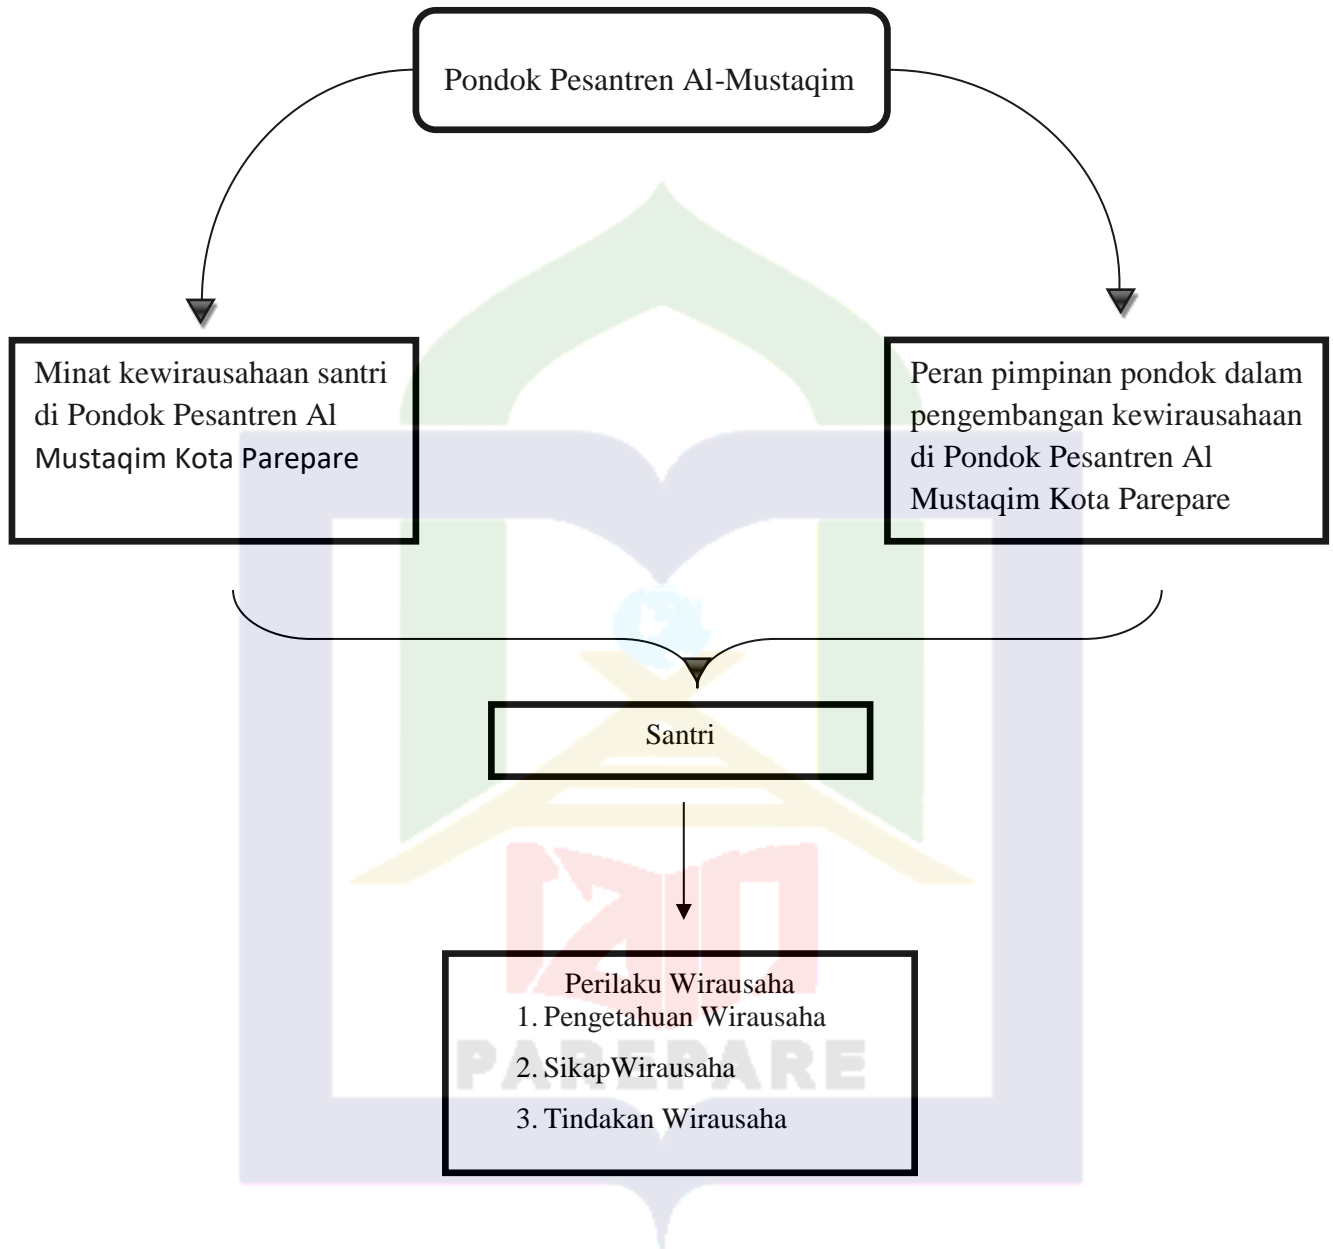 Pondok Pesantren Al-Mustaqim
Minat kewirausahaan santri
di Pondok Pesantren Al
Mustaqim Kota Parepare
Peran pimpinan pondok dalam
pengembangan kewirausahaan
di Pondok Pesantren Al
Mustaqim Kota Parepare
Santri
Perilaku Wirausaha
1. Pengetahuan Wirausaha
2. SikapWirausaha
3. Tindakan Wirausaha
iain
PAREPARE